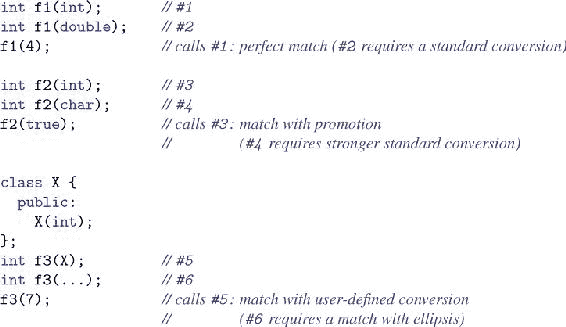 int f1(int);        // #1
int f1(double);     // #2
f1(4);              // calls #1: perfect match (#2 requires a standard conversion)
int f2(int);        // #3
int f2(char);       // #4
f2(true);           // calls #3: match with promotion
                    //           (#4 requires stronger standard conversion)
class X {
  public:
    X(int);
};
int f3(X);          // #5
int f3(...);        // #6
f3(7);              // calls #5: match with user-defined conversion
                    //           (#6 requires a match with ellipsis)